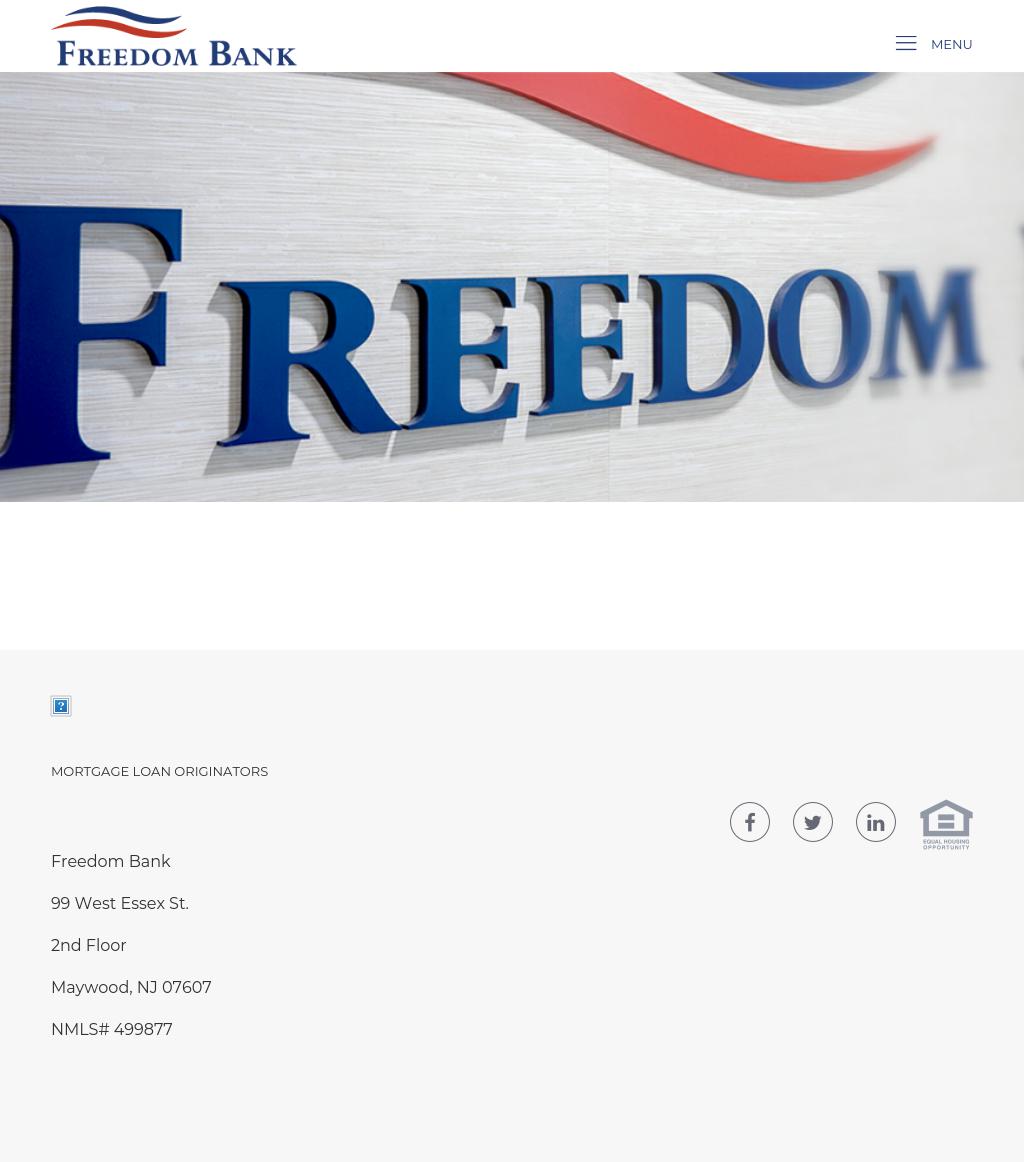 FREEDOM BANK
MENU
FREEDOM
MORTGAGE LOAN ORIGINATORS
EQUAL HOUSING
OPPORTUNITY
Freedom Bank
99 West Essex St.
2nd Floor
Maywood, NJ 07607
NMLS# 499877